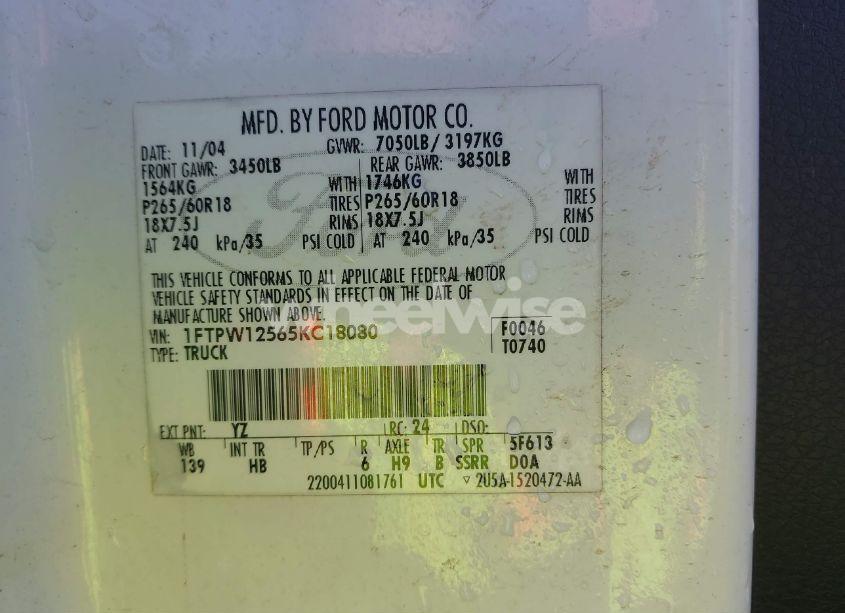 MFD. BY FORD MOTOR CO.
DATE: 11/04 GVWR: 7050LB / 3197KG
FRONT GAWR: 3450LB REAR GAWR: 3850LB
1564KG WITH 1746KG WITH
P265/60R18 TIRES P265/60R18 TIRES
18X7.5J RIMS 18X7.5J RIMS
AT 240 kPa/35 PSI COLD AT 240 kPa/35 PSI COLD
Ford
THIS VEHICLE CONFORMS TO ALL APPLICABLE FEDERAL MOTOR
VEHICLE SAFETY STANDARDS IN EFFECT ON THE DATE OF
MANUFACTURE SHOWN ABOVE.
VIN: 1FTPW12565KC18080 F0046
TYPE: TRUCK T0740
EXT PNT: YZ RC: 24 DSO:
WB INT TR TP/PS R AXLE TR SPR 5F613
139 HB 6 H9 B SSRR DOA
2200411081761 UTC ▽ 2U5A-1520472-AA